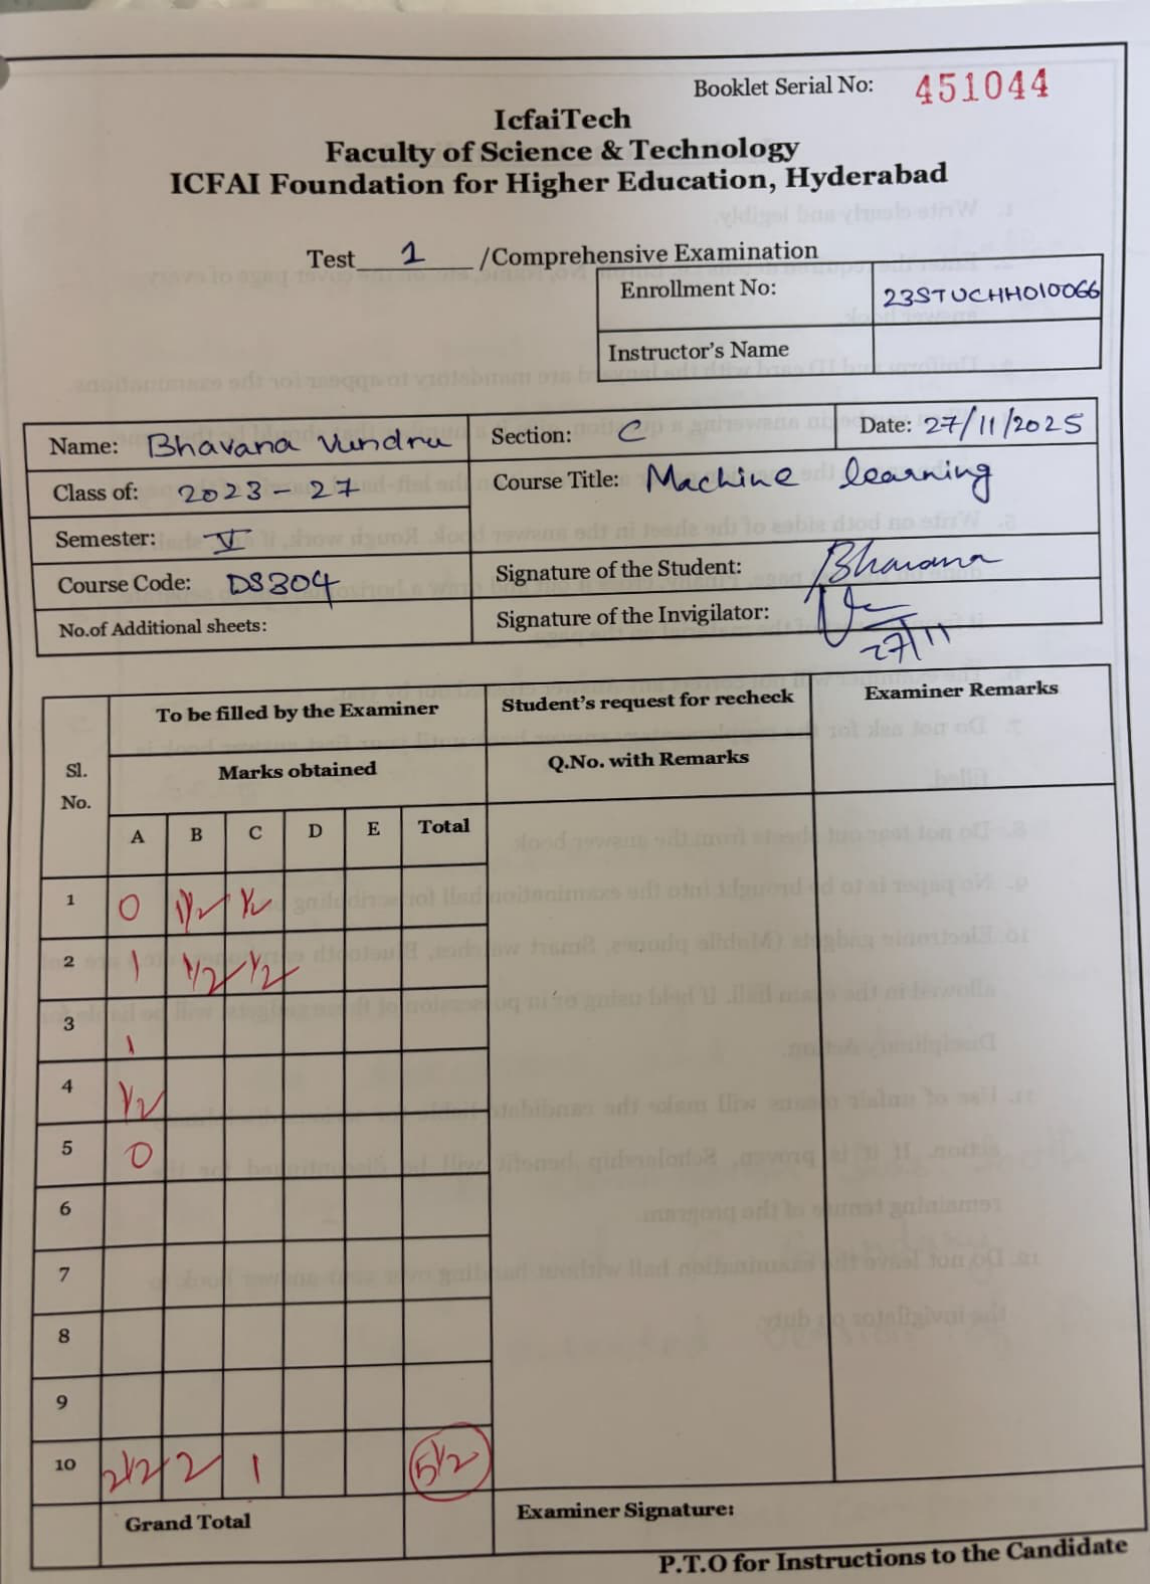 Booklet Serial No: 451044
IcfaiTech
Faculty of Science & Technology
ICFAI Foundation for Higher Education, Hyderabad
Test 1 /Comprehensive Examination
Enrollment No: 23STUCHH010066
Instructor's Name
Name: Bhavana Vundru Section: C Date: 27/11/2025
Class of: 2023-27 Course Title: Machine learning
Semester: V
Course Code: DS304 Signature of the Student: Bhavana
No.of Additional sheets: Signature of the Invigilator:
27/11
Sl. No. To be filled by the Examiner Student's request for recheck Examiner Remarks
Marks obtained Q.No. with Remarks
A B C D E Total
1 0 1½ ½
2 1 ½ ½
3 1
4 ½
5 0
6
7
8
9
10 2½ 2 1 5½
Grand Total Examiner Signature:
P.T.O for Instructions to the Candidate